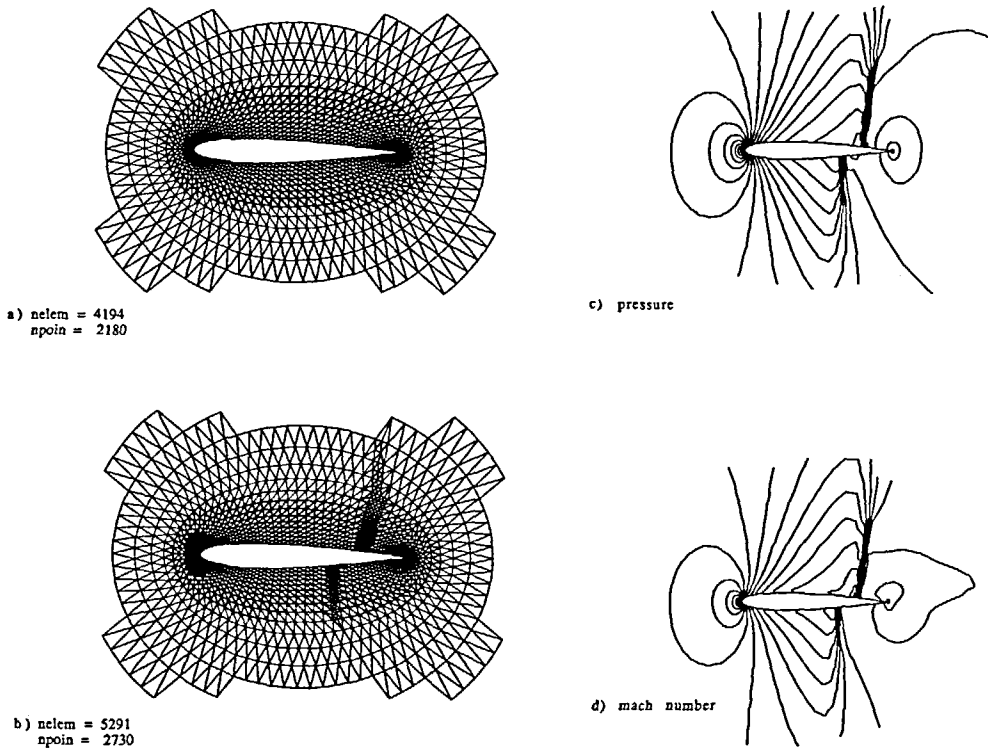 a) nelem = 4194
npoin = 2180
c) pressure
b) nelem = 5291
npoin = 2730
d) mach number